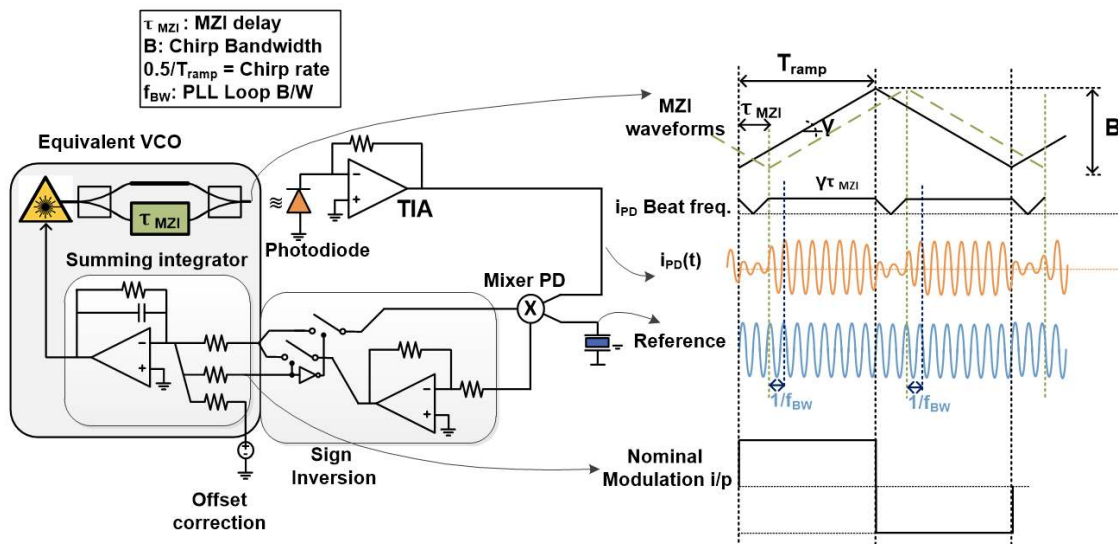 τ MZI : MZI delay
B: Chirp Bandwidth
0.5/Tramp = Chirp rate
fBW: PLL Loop B/W
Equivalent VCO
τ MZI
Summing integrator
Offset
correction
Photodiode
TIA
Mixer PD
Sign
Inversion
MZI
waveforms
Tramp
τ MZI
γ
B
iPD Beat freq.
γτ MZI
iPD(t)
X
Reference
1/fBW
1/fBW
Nominal
Modulation i/p